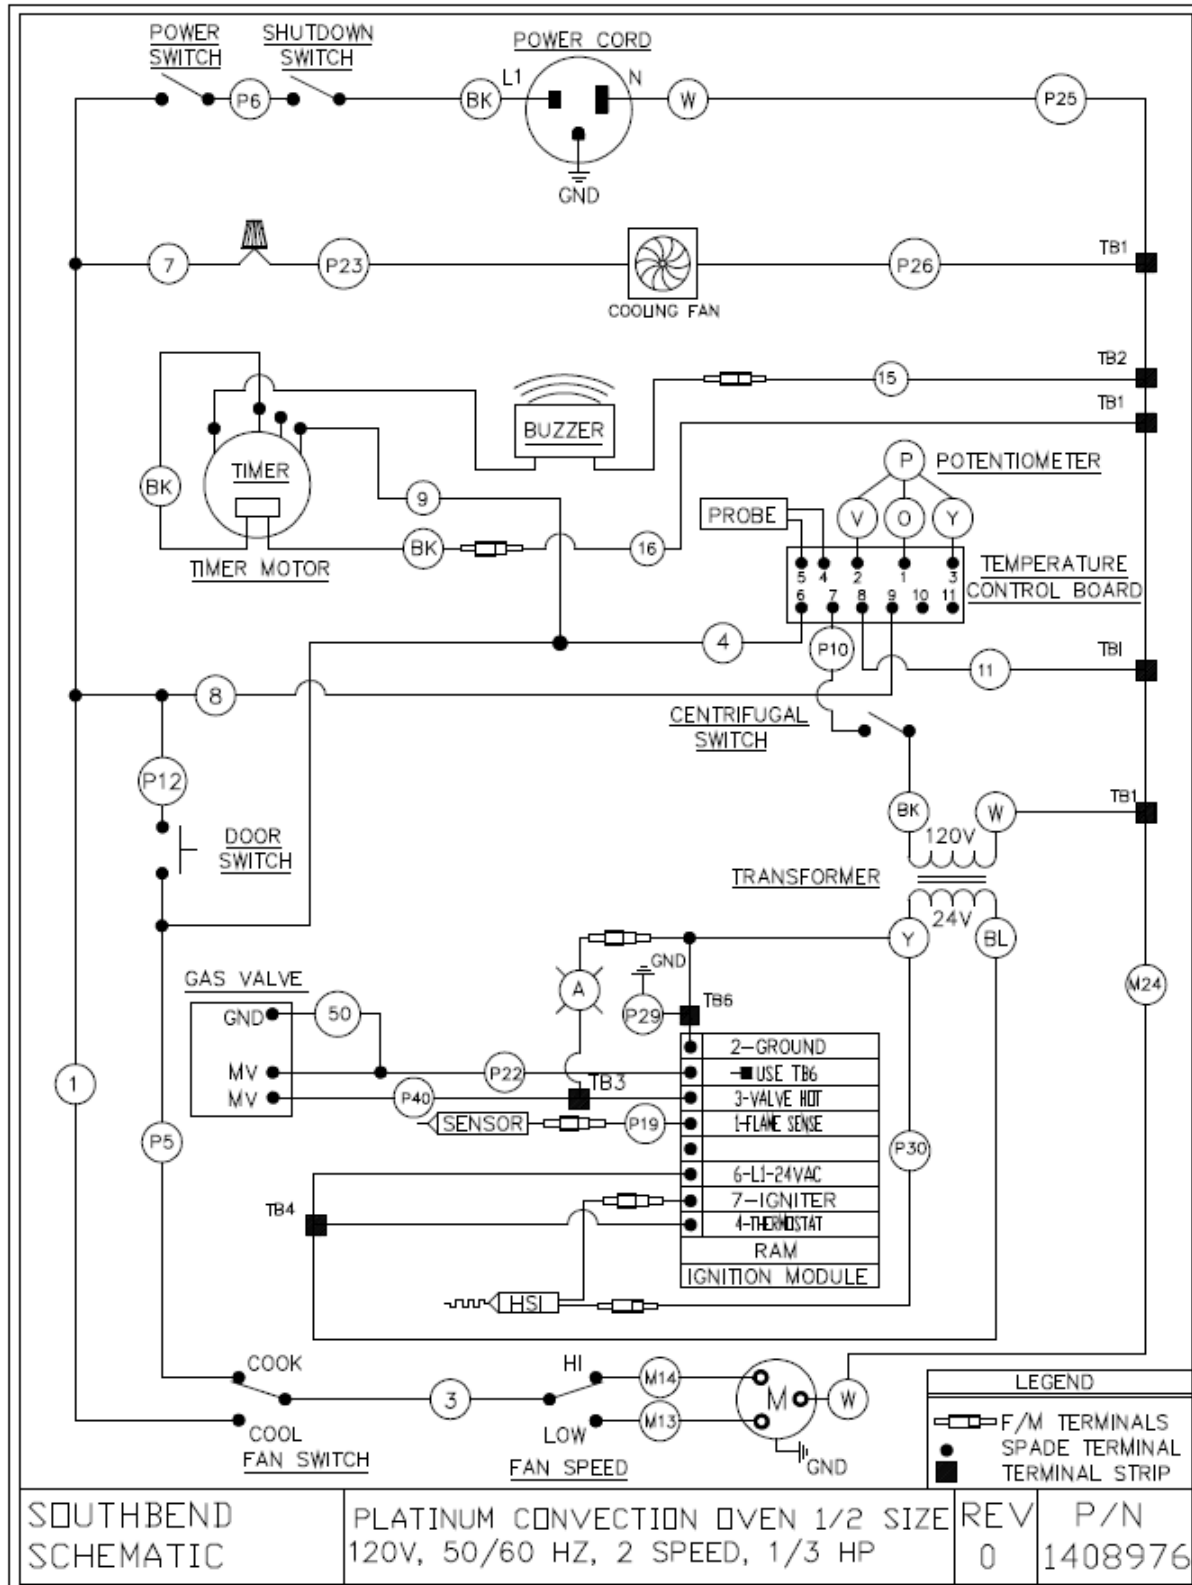 POWER SWITCH
SHUTDOWN SWITCH
POWER CORD
P6
BK
L1
N
W
P25
GND
7
P23
COOLING FAN
P26
TB1
TB2
15
TB1
BUZZER
TIMER
BK
9
BK
16
TIMER MOTOR
P
POTENTIOMETER
PROBE
V
O
Y
5 4 2 1 3
6 7 8 9 10 11
TEMPERATURE
CONTROL BOARD
4
P10
11
TB1
8
CENTRIFUGAL
SWITCH
P12
DOOR
SWITCH
BK
W
TB1
120V
TRANSFORMER
24V
Y
BL
GAS VALVE
GND
50
A
GND
P29
TB6
M24
2-GROUND
MV
P22
USE TB6
TB3
MV
P40
3-VALVE HOT
1
SENSOR
P19
1-FLAME SENSE
P5
P30
6-L1-24VAC
TB4
7-IGNITER
4-THERMOSTAT
RAM
IGNITION MODULE
HSI
COOK
3
HI
M14
M
W
COOL
LOW
M13
FAN SWITCH
FAN SPEED
GND
LEGEND
F/M TERMINALS
SPADE TERMINAL
TERMINAL STRIP
SOUTHBEND
SCHEMATIC
PLATINUM CONVECTION OVEN 1/2 SIZE
120V, 50/60 HZ, 2 SPEED, 1/3 HP
REV
0
P/N
1408976